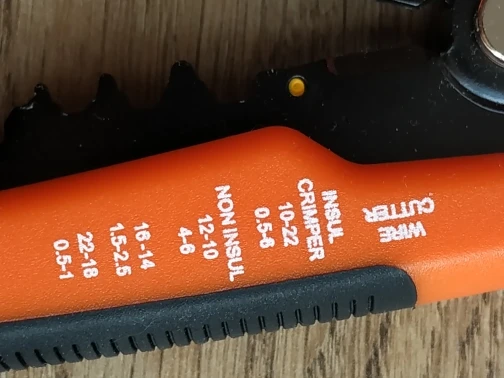 WIRE
CUTTER
INSUL
CRIMPER
10-22
0.5-6
NON INSUL
12-10
4-6
16-14
1.5-2.5
22-18
0.5-1